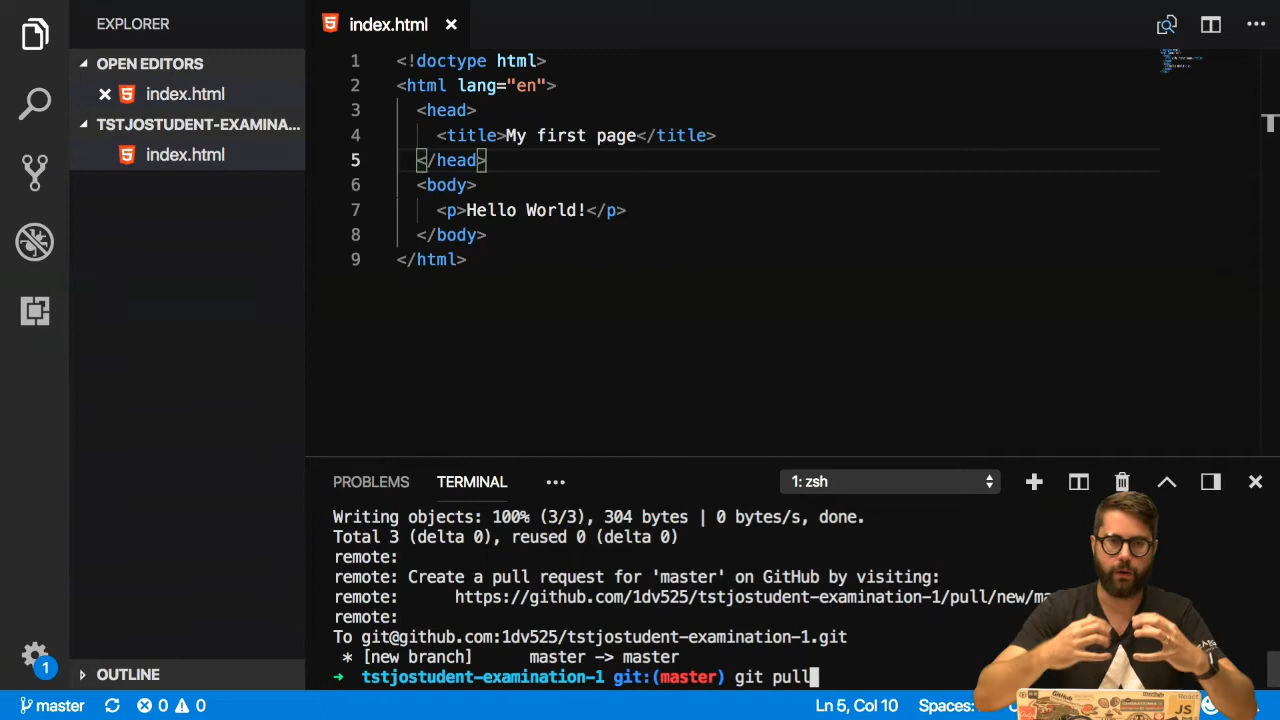 EXPLORER
index.html
OPEN EDITORS
index.html
TSTJOSTUDENT-EXAMINA...
index.html
1 <!doctype html>
2 <html lang="en">
3 <head>
4 <title>My first page</title>
5 </head>
6 <body>
7 <p>Hello World!</p>
8 </body>
9 </html>
PROBLEMS TERMINAL 1: zsh
Writing objects: 100% (3/3), 304 bytes | 0 bytes/s, done.
Total 3 (delta 0), reused 0 (delta 0)
remote:
remote: Create a pull request for 'master' on GitHub by visiting:
remote: https://github.com/1dv525/tstjostudent-examination-1/pull/new/ma
remote:
To git@github.com:1dv525/tstjostudent-examination-1.git
* [new branch] master -> master
➜ tstjostudent-examination-1 git:(master) git pull
1
OUTLINE
master 0 0 Ln 5, Col 10 Spaces:
GitHub
React
JS